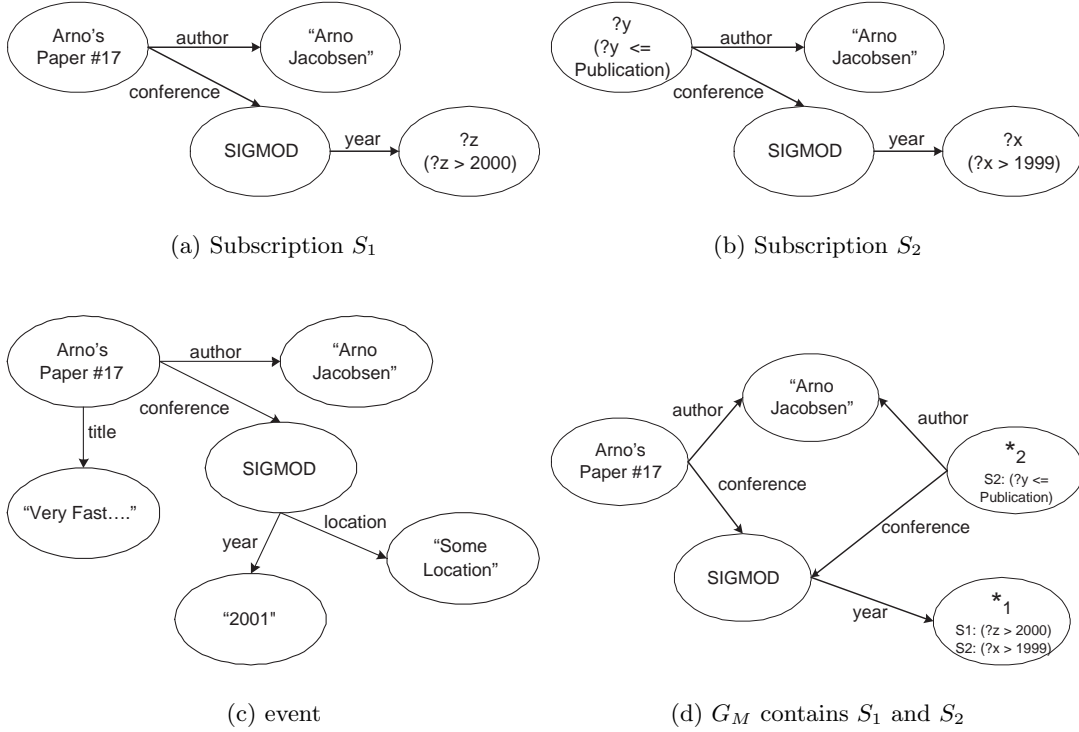 Arno's
Paper #17
author
"Arno
Jacobsen"
conference
SIGMOD
year
?z
(?z > 2000)
(a) Subscription S1
?y
(?y <=
Publication)
author
"Arno
Jacobsen"
conference
SIGMOD
year
?x
(?x > 1999)
(b) Subscription S2
Arno's
Paper #17
author
"Arno
Jacobsen"
conference
title
SIGMOD
"Very Fast…."
year
location
"Some
Location"
"2001"
(c) event
"Arno
Jacobsen"
author
author
Arno's
Paper #17
*2
S2: (?y <=
Publication)
conference
conference
SIGMOD
year
*1
S1: (?z > 2000)
S2: (?x > 1999)
(d) GM contains S1 and S2